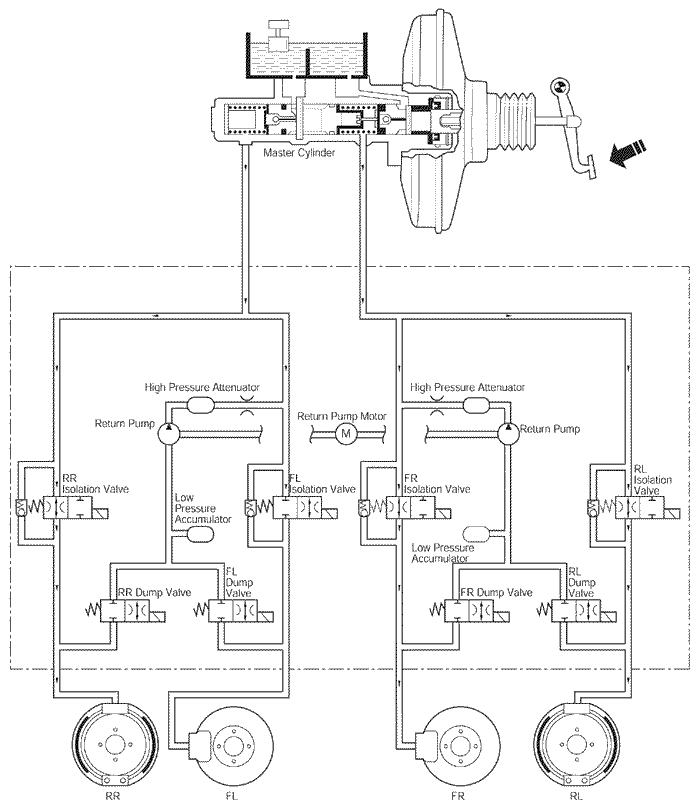 Master Cylinder
High Pressure Attenuator
High Pressure Attenuator
Return Pump
Return Pump Motor
M
Return Pump
RR
Isolation Valve
FL
Isolation Valve
FR
Isolation Valve
RL
Isolation
Valve
Low
Pressure
Accumulator
Low Pressure
Accumulator
RR Dump Valve
FL
Dump
Valve
FR Dump Valve
RL
Dump
Valve
RR
FL
FR
RL